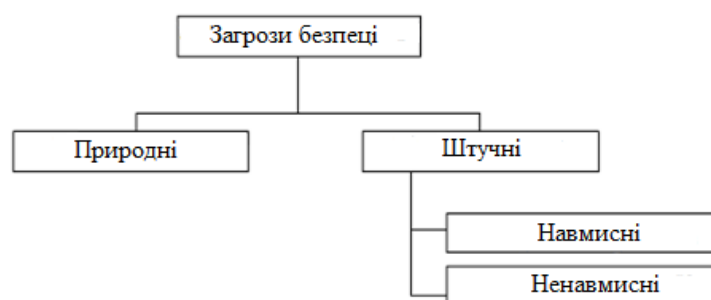 Загрози безпеці
Природні
Штучні
Навмисні
Ненавмисні